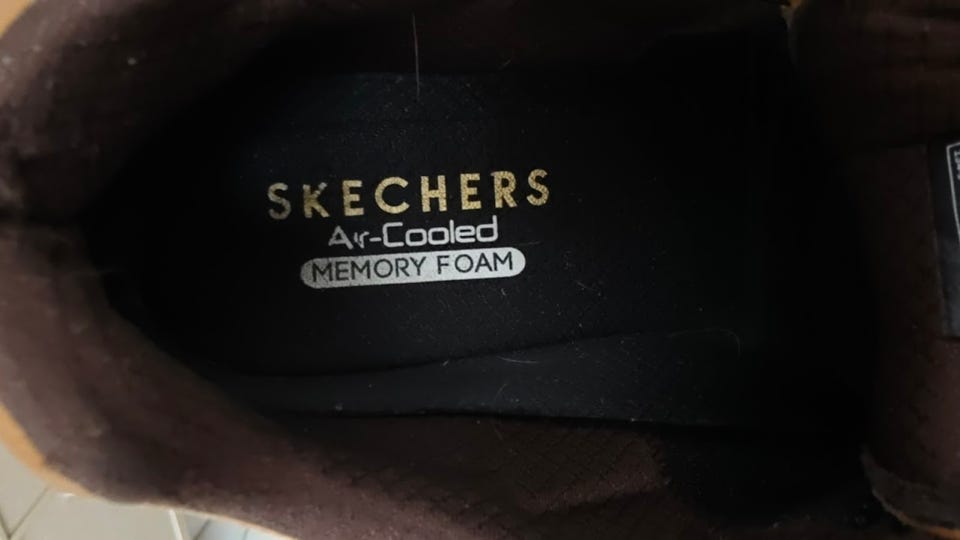 SKECHERS
Air-Cooled
MEMORY FOAM